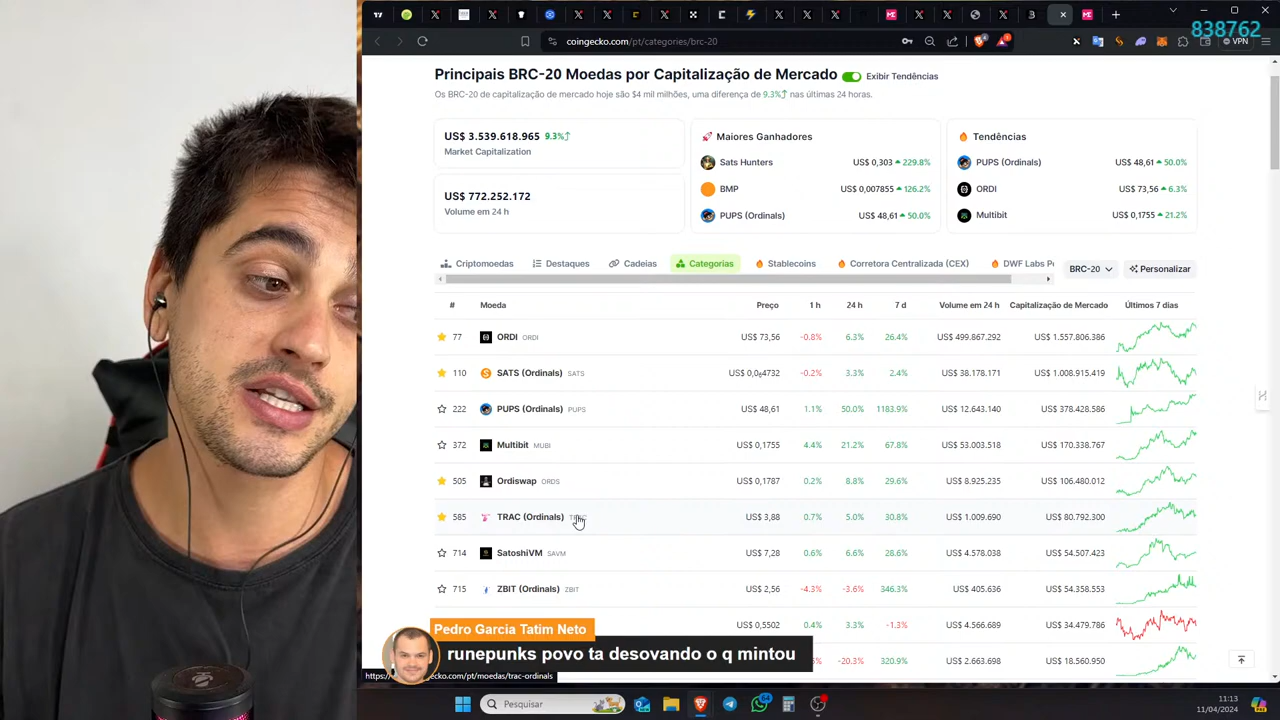 838762
coingecko.com/pt/categories/brc-20
VPN
Principais BRC-20 Moedas por Capitalização de Mercado
Exibir Tendências
Os BRC-20 de capitalização de mercado hoje são $4 mil milhões, uma diferença de 9.3% nas últimas 24 horas.
US$ 3.539.618.965 9.3%
Market Capitalization
US$ 772.252.172
Volume em 24 h
Maiores Ganhadores
Sats Hunters US$ 0,303 229.8%
BMP US$ 0,007855 126.2%
PUPS (Ordinals) US$ 48,61 50.0%
Tendências
PUPS (Ordinals) US$ 48,61 50.0%
ORDI US$ 73,56 6.3%
Multibit US$ 0,1755 21.2%
Criptomoedas Destaques Cadeias Categorias Stablecoins Corretora Centralizada (CEX) DWF Labs BRC-20 Personalizar
# Moeda Preço 1 h 24 h 7 d Volume em 24 h Capitalização de Mercado Últimos 7 dias
77 ORDI ORDI US$ 73,56 -0.8% 6.3% 26.4% US$ 499.867.292 US$ 1.557.806.386
110 SATS (Ordinals) SATS US$ 0,0₆4732 -0.2% 3.3% 2.4% US$ 38.178.171 US$ 1.008.915.419
222 PUPS (Ordinals) PUPS US$ 48,61 1.1% 50.0% 1183.9% US$ 12.643.140 US$ 378.428.586
372 Multibit MUBI US$ 0,1755 4.4% 21.2% 67.8% US$ 53.003.518 US$ 170.338.767
505 Ordiswap ORDS US$ 0,1787 0.2% 8.8% 29.6% US$ 8.925.235 US$ 106.480.012
585 TRAC (Ordinals) US$ 3,88 0.7% 5.0% 30.8% US$ 1.009.690 US$ 80.792.300
714 SatoshiVM SAVM US$ 7,28 0.6% 6.6% 28.6% US$ 4.578.038 US$ 54.507.423
715 ZBIT (Ordinals) ZBIT US$ 2,56 -4.3% -3.6% 346.3% US$ 405.636 US$ 54.358.553
US$ 0,5502 0.4% 3.3% -1.3% US$ 4.566.689 US$ 34.479.786
-20.3% 320.9% US$ 2.663.698 US$ 18.560.950
Pedro Garcia Tatim Neto
runepunks povo ta desovando o q mintou
gecko.com/pt/moedas/trac-ordinals
Pesquisar
11:13
11/04/2024